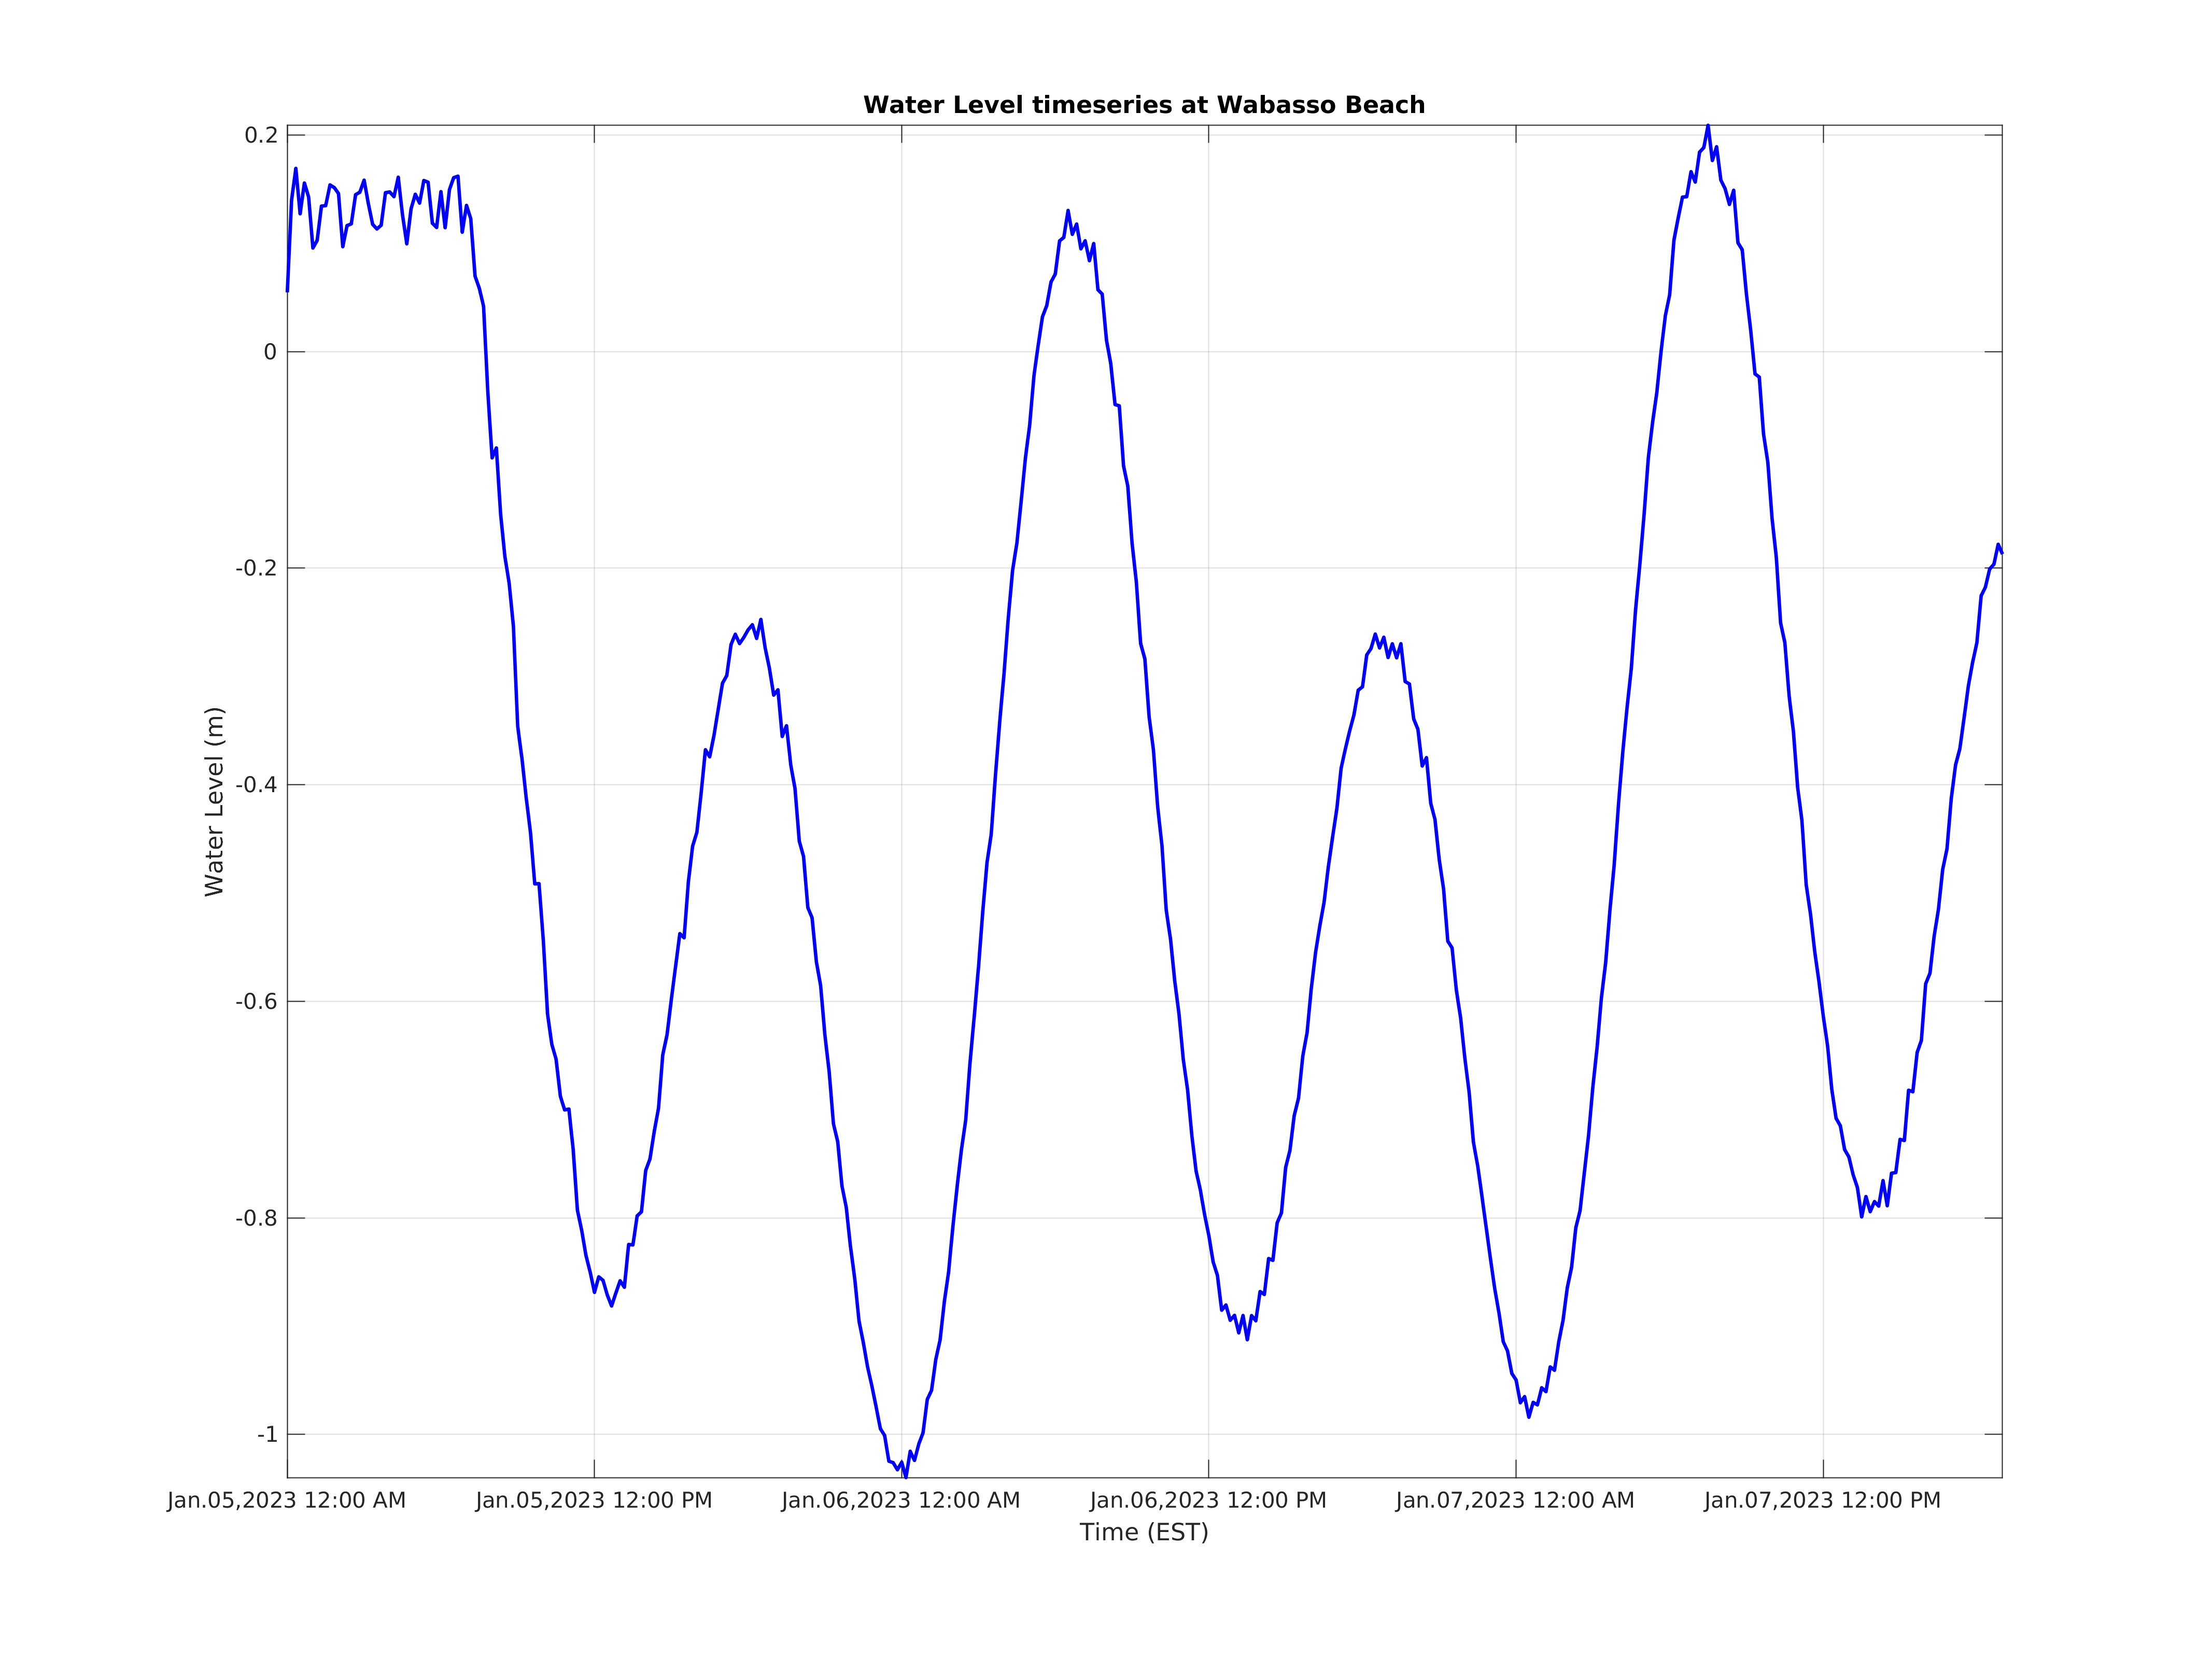 Water Level timeseries at Wabasso Beach
0.2
0
-0.2
-0.4
-0.6
-0.8
-1
Water Level (m)
Jan.05,2023 12:00 AM
Jan.05,2023 12:00 PM
Jan.06,2023 12:00 AM
Jan.06,2023 12:00 PM
Jan.07,2023 12:00 AM
Jan.07,2023 12:00 PM
Time (EST)